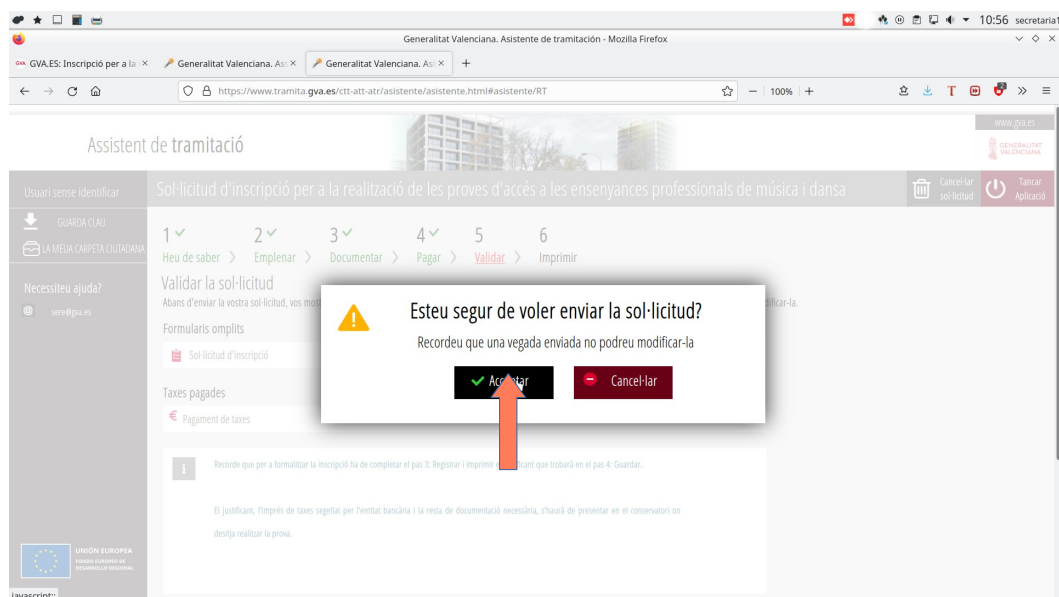 10:56 secretaria1
Generalitat Valenciana. Asistente de tramitación - Mozilla Firefox
GVA GVA.ES: Inscripció per a la
Generalitat Valenciana. As
Generalitat Valenciana. Asi
https://www.tramita.gva.es/ctt-att-atr/asistente/asistente.html#asistente/RT
100%
www.gva.es
Assistent de tramitació
GENERALITAT
VALENCIANA
Usuari sense identificar
Sol·licitud d'inscripció per a la realització de les proves d'accés a les ensenyances professionals de música i dansa
Cancel·lar
sol·licitud
Tancar
Aplicació
GUARDA CLAU
LA MEUA CARPETA CIUTADANA
1 2 3 4 5 6
Heu de saber > Emplenar > Documentar > Pagar > Validar > Imprimir
Necessiteu ajuda?
sere@gva.es
Validar la sol·licitud
Abans d'enviar la vostra sol·licitud, vos mos
dificar-la.
Formularis omplits
Sol·licitud d'inscripció
Esteu segur de voler enviar la sol·licitud?
Recordeu que una vegada enviada no podreu modificar-la
Cancel·lar
Taxes pagades
€ Pagament de taxes
i
Recorde que per a formalitzar la inscripció ha de completar el pas 3: Registrar i imprimir que trobarà en el pas 4: Guardar.
El justificant, l'imprés de taxes segellat per l'entitat bancària i la resta de documentació necessària, s'haurà de presentar en el conservatori on
desitja realitzar la prova.
UNIÓN EUROPEA
FONDO EUROPEO DE
DESARROLLO REGIONAL
javascript:;